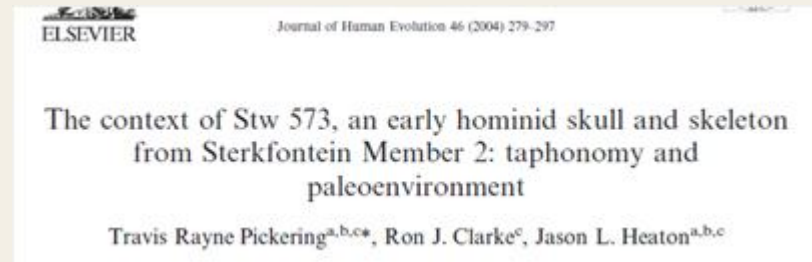 ELSEVIER
Journal of Human Evolution 46 (2004) 279-297
The context of Stw 573, an early hominid skull and skeleton
from Sterkfontein Member 2: taphonomy and
paleoenvironment
Travis Rayne Pickeringa,b,c*, Ron J. Clarkec, Jason L. Heatona,b,c